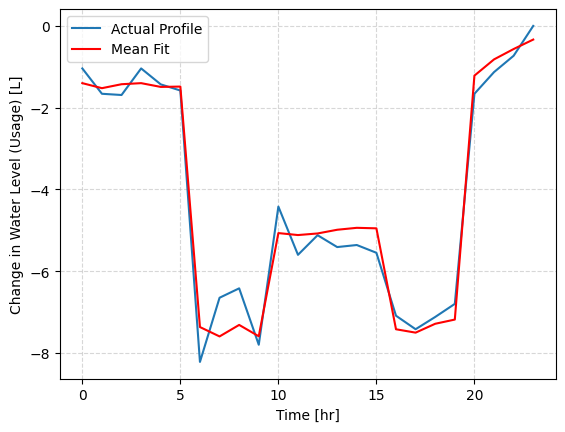 Actual Profile
Mean Fit
Change in Water Level (Usage) [L]
0
−2
−4
−6
−8
0
5
10
15
20
Time [hr]